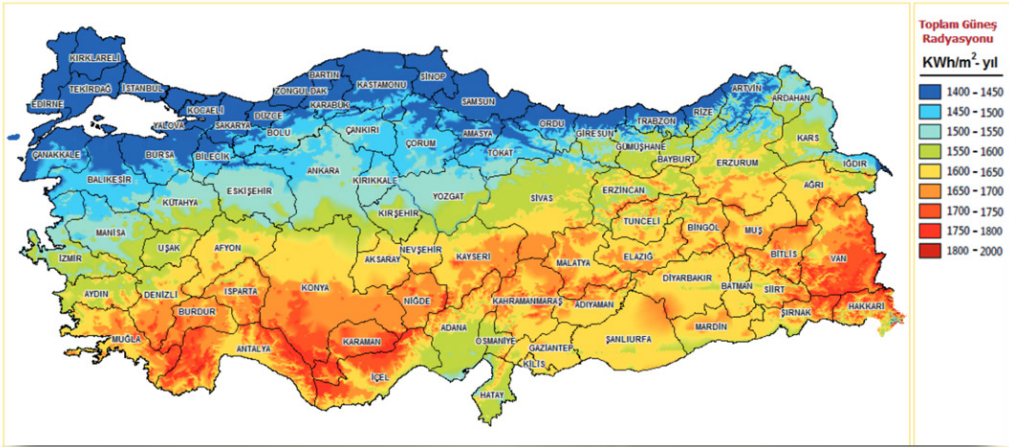 Toplam Güneş
Radyasyonu
KWh/m²- yıl
1400 - 1450
1450 - 1500
1500 - 1550
1550 - 1600
1600 - 1650
1650 - 1700
1700 - 1750
1750 - 1800
1800 - 2000
KIRKLARELİ
TEKİRDAĞ
İSTANBUL
EDİRNE
KOCAELİ
YALOVA
SAKARYA
DÜZCE
BOLU
ZONGULDAK
BARTIN
KARABÜK
KASTAMONU
SİNOP
SAMSUN
ORDU
GİRESUN
TRABZON
RİZE
ARTVİN
ARDAHAN
KARS
IĞDIR
ÇANAKKALE
BALIKESİR
BURSA
BİLECİK
ESKİŞEHİR
KÜTAHYA
ANKARA
ÇANKIRI
KIRIKKALE
ÇORUM
AMASYA
TOKAT
YOZGAT
KIRŞEHİR
SİVAS
GÜMÜŞHANE
BAYBURT
ERZURUM
ERZİNCAN
AĞRI
MANİSA
İZMİR
UŞAK
AFYON
AKSARAY
NEVŞEHİR
KAYSERİ
MALATYA
ELAZIĞ
TUNCELİ
BİNGÖL
MUŞ
BİTLİS
VAN
AYDIN
DENİZLİ
ISPARTA
BURDUR
KONYA
NİĞDE
KAHRAMANMARAŞ
ADIYAMAN
DİYARBAKIR
BATMAN
SİİRT
ŞIRNAK
HAKKARİ
MUĞLA
ANTALYA
KARAMAN
İÇEL
ADANA
OSMANİYE
GAZİANTEP
KİLİS
ŞANLIURFA
MARDİN
HATAY